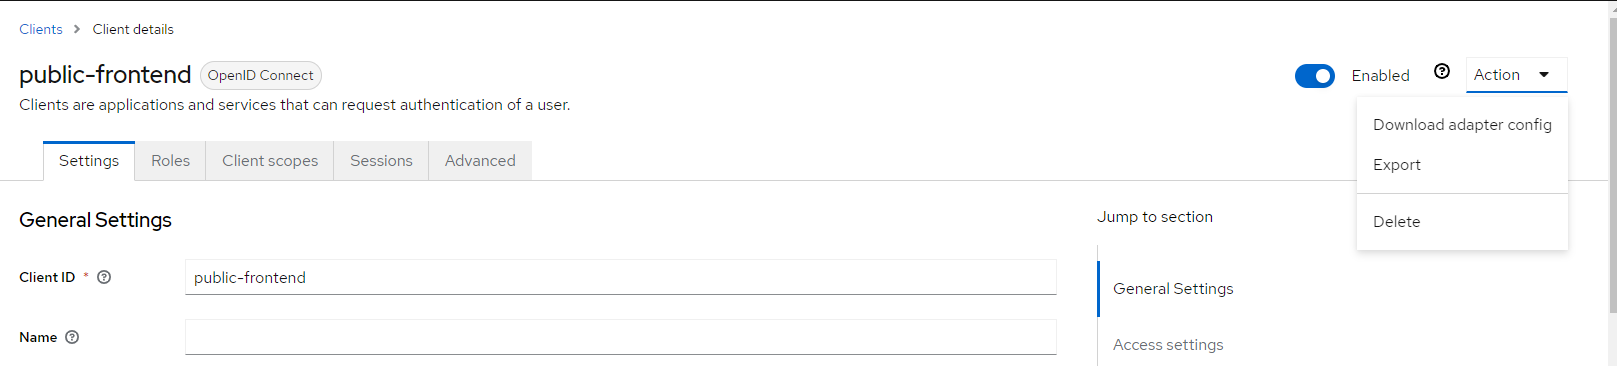 Clients > Client details
public-frontend OpenID Connect
Enabled Action
Clients are applications and services that can request authentication of a user.
Download adapter config
Export
Delete
Settings Roles Client scopes Sessions Advanced
General Settings
Jump to section
Client ID * public-frontend
General Settings
Name
Access settings